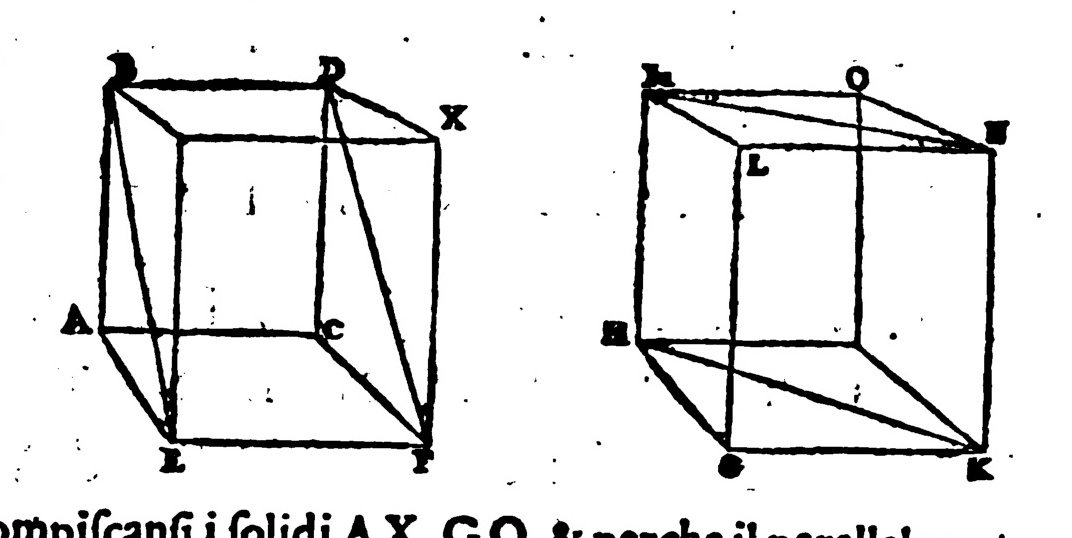 B D
X
A C
E F
M O
N
L
H
G K
ompiſcanſi i ſolidi A X, G O, & perche il parallel